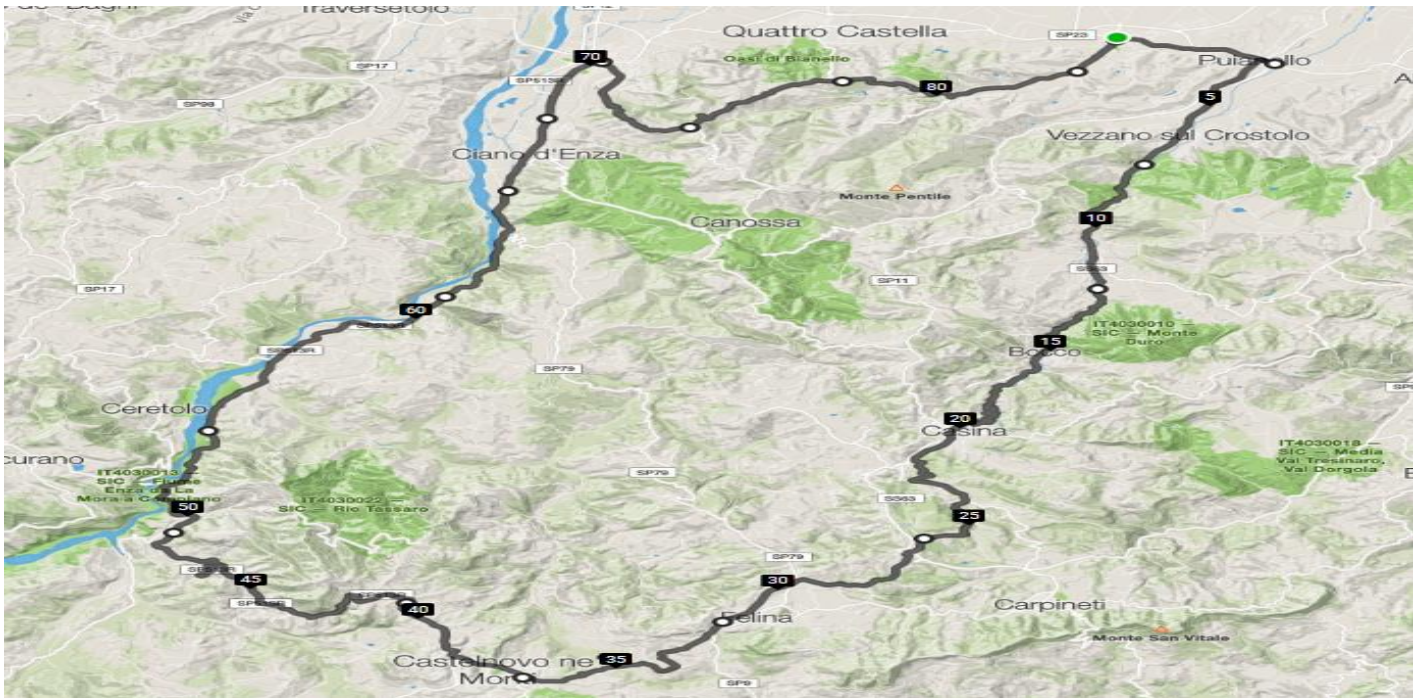 Traversetolo
Quattro Castella
SP23
70
SP17
Oasi di Bianello
80
5
SP98
Vezzano sul Crostolo
Ciano d'Enza
Monte Pentile
10
Canossa
SP11
SP17
60
IT4030010 —
SIC — Monte
Duro
15
SP513R
SP79
Ceretolo
20
Casina
IT4030018 —
SIC — Media
Val Tresinaro,
Val Dorgola
SP79
IT4030022 —
SIC — Rio Tassaro
50
SS63
25
SP79
45
30
SP513R
40
Felina
Carpineti
Monte San Vitale
Castelnovo ne
35
SP9